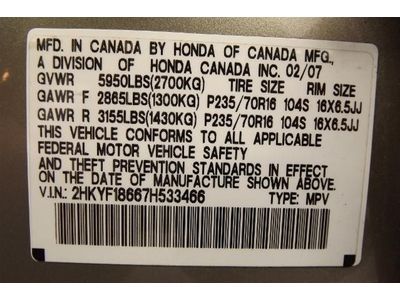 MFD. IN CANADA BY HONDA OF CANADA MFG.,
A DIVISION OF HONDA CANADA INC. 02/07
GVWR 5950LBS(2700KG) TIRE SIZE RIM SIZE
GAWR F 2865LBS(1300KG) P235/70R16 104S 16X6.5JJ
GAWR R 3155LBS(1430KG) P235/70R16 104S 16X6.5JJ
THIS VEHICLE CONFORMS TO ALL APPLICABLE
FEDERAL MOTOR VEHICLE SAFETY
AND THEFT PREVENTION STANDARDS IN EFFECT
ON THE DATE OF MANUFACTURE SHOWN ABOVE.
V.I.N.: 2HKYF18667H533466 TYPE: MPV